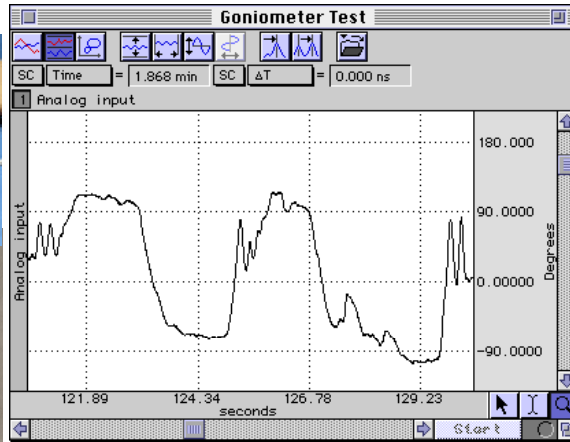 Goniometer Test
SC Time = 1.868 min SC ΔT = 0.000 ns
1 Analog input
180.000
90.0000
0.00000
-90.0000
Analog input
Degrees
121.89 124.34 126.78 129.23
seconds
Start